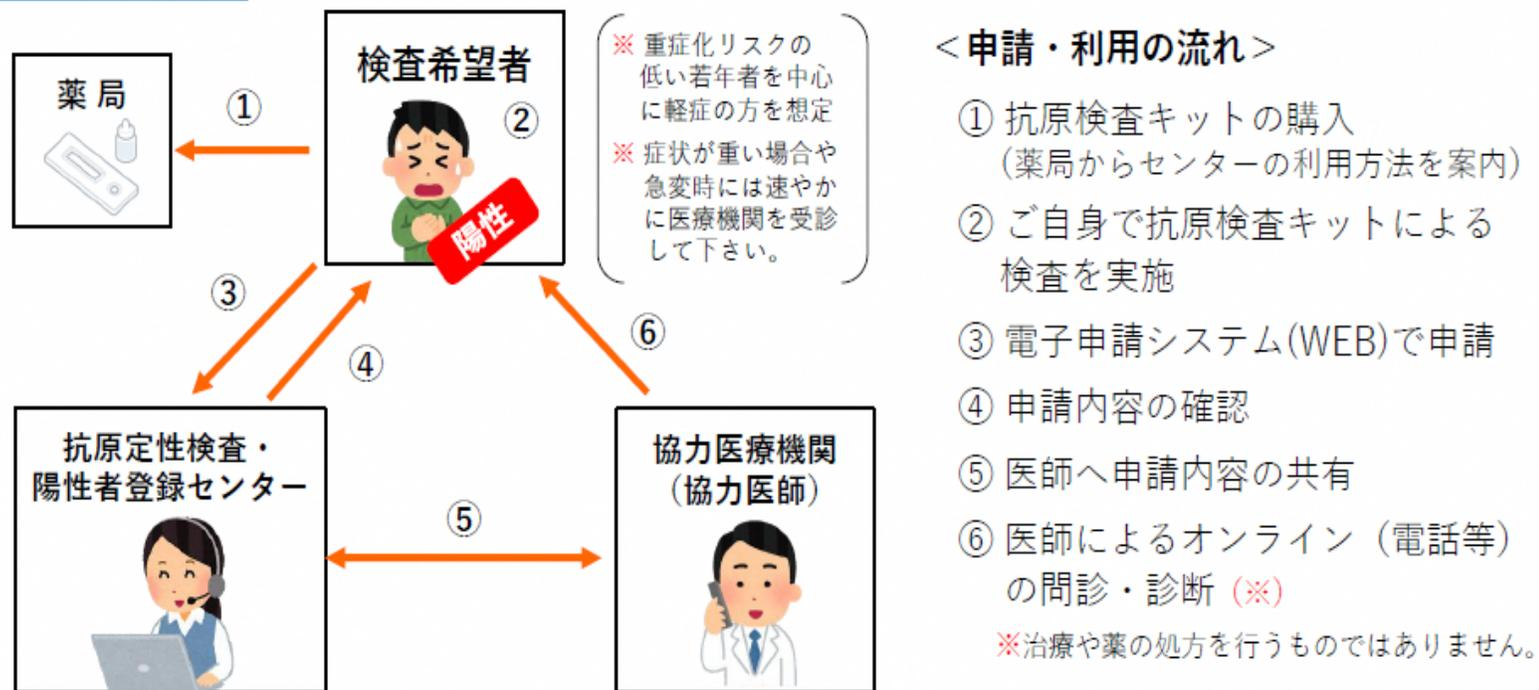 薬 局
①
検査希望者
②
陽性
※ 重症化リスクの
低い若年者を中心
に軽症の方を想定
※ 症状が重い場合や
急変時には速やか
に医療機関を受診
して下さい。
③
④
⑥
抗原定性検査・
陽性者登録センター
⑤
協力医療機関
（協力医師）
＜申請・利用の流れ＞
① 抗原検査キットの購入
（薬局からセンターの利用方法を案内）
② ご自身で抗原検査キットによる
検査を実施
③ 電子申請システム(WEB)で申請
④ 申請内容の確認
⑤ 医師へ申請内容の共有
⑥ 医師によるオンライン（電話等）
の問診・診断（※）
※治療や薬の処方を行うものではありません。